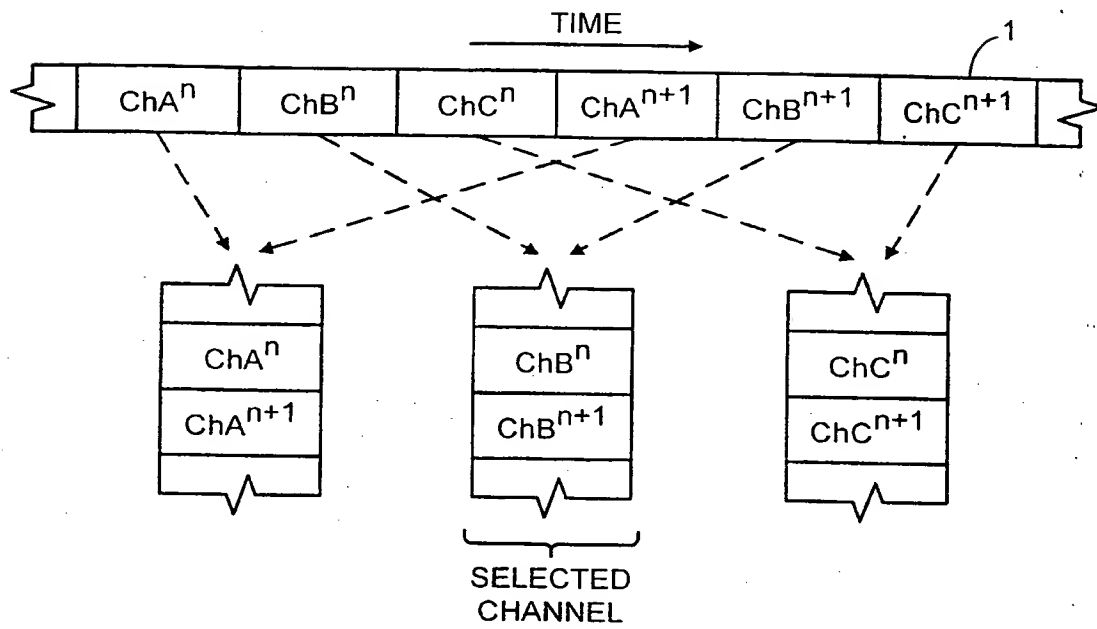 TIME
1
ChA^n ChB^n ChC^n ChA^n+1 ChB^n+1 ChC^n+1
ChA^n ChB^n ChC^n
ChA^n+1 ChB^n+1 ChC^n+1
SELECTED
CHANNEL